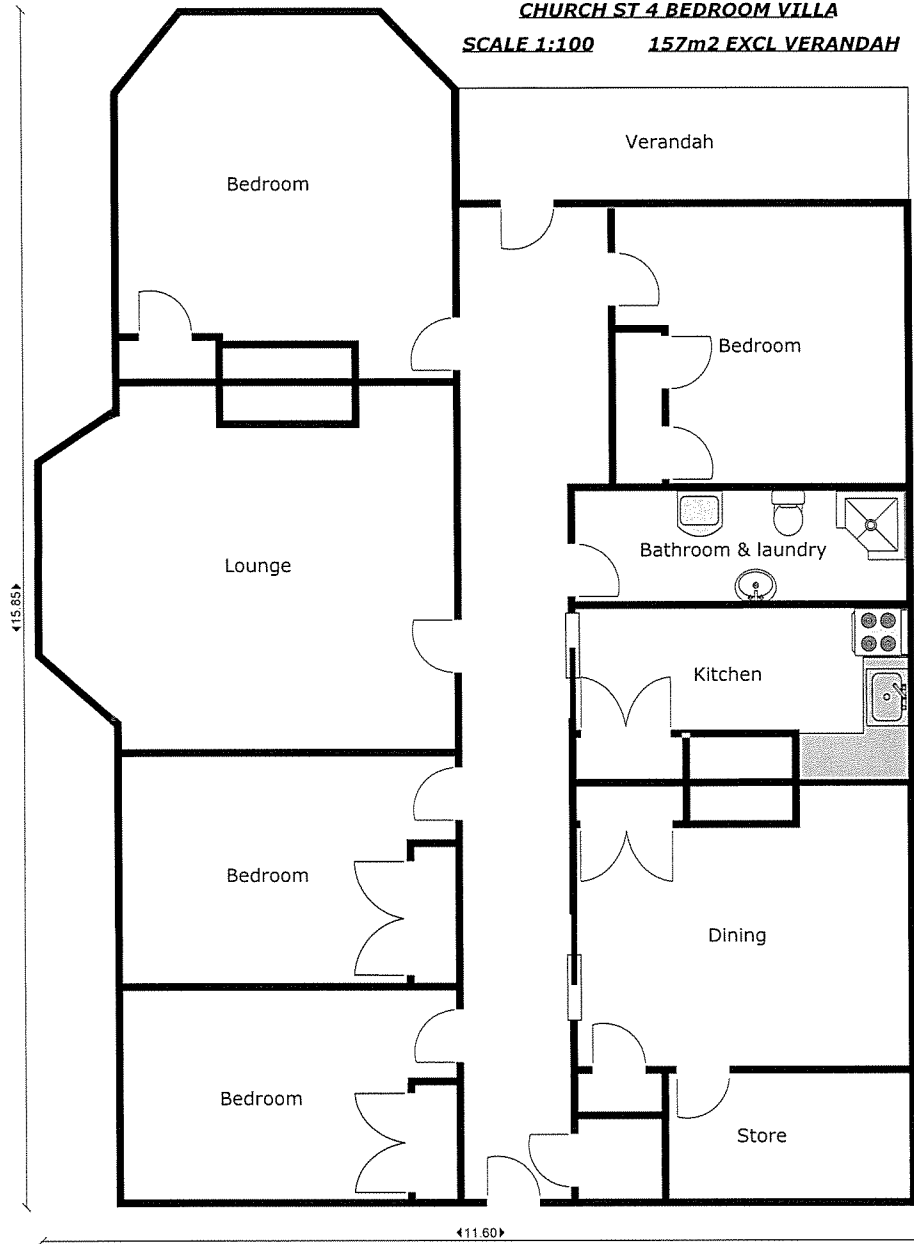 CHURCH ST 4 BEDROOM VILLA
SCALE 1:100 157m2 EXCL VERANDAH
Verandah
Bedroom
Bedroom
Bathroom & laundry
Lounge
15.85
Kitchen
Bedroom
Dining
Bedroom
Store
11.60